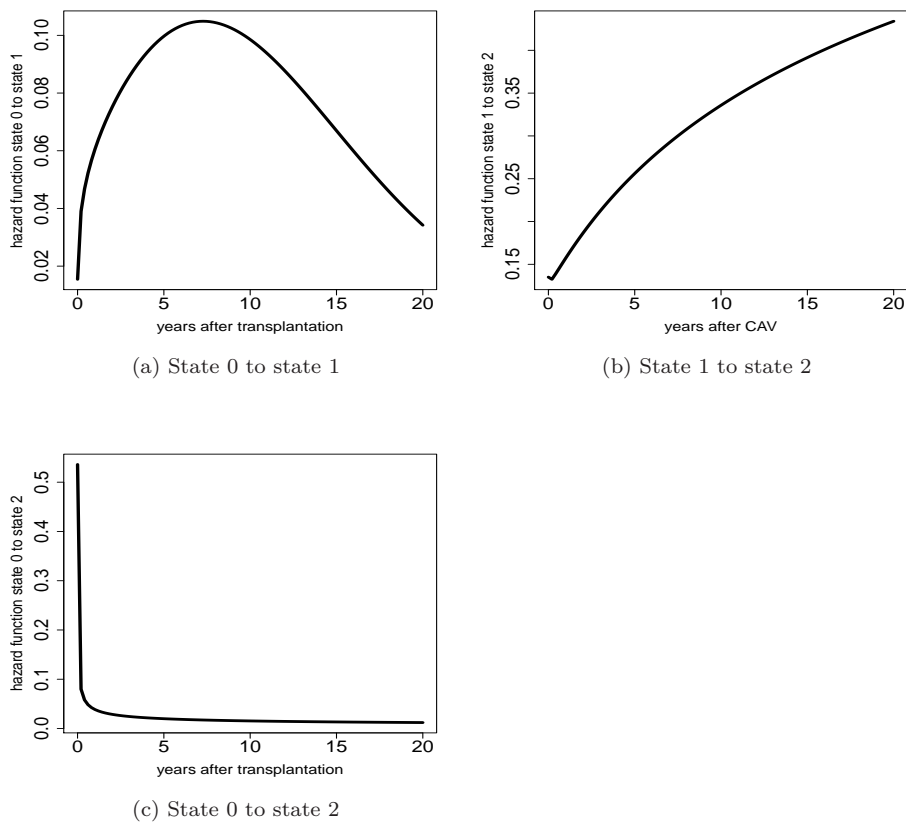 hazard function state 0 to state 1
0.02 0.04 0.06 0.08 0.10
0 5 10 15 20
years after transplantation
(a) State 0 to state 1
hazard function state 1 to state 2
0.15 0.25 0.35
0 5 10 15 20
years after CAV
(b) State 1 to state 2
hazard function state 0 to state 2
0.0 0.1 0.2 0.3 0.4 0.5
0 5 10 15 20
years after transplantation
(c) State 0 to state 2